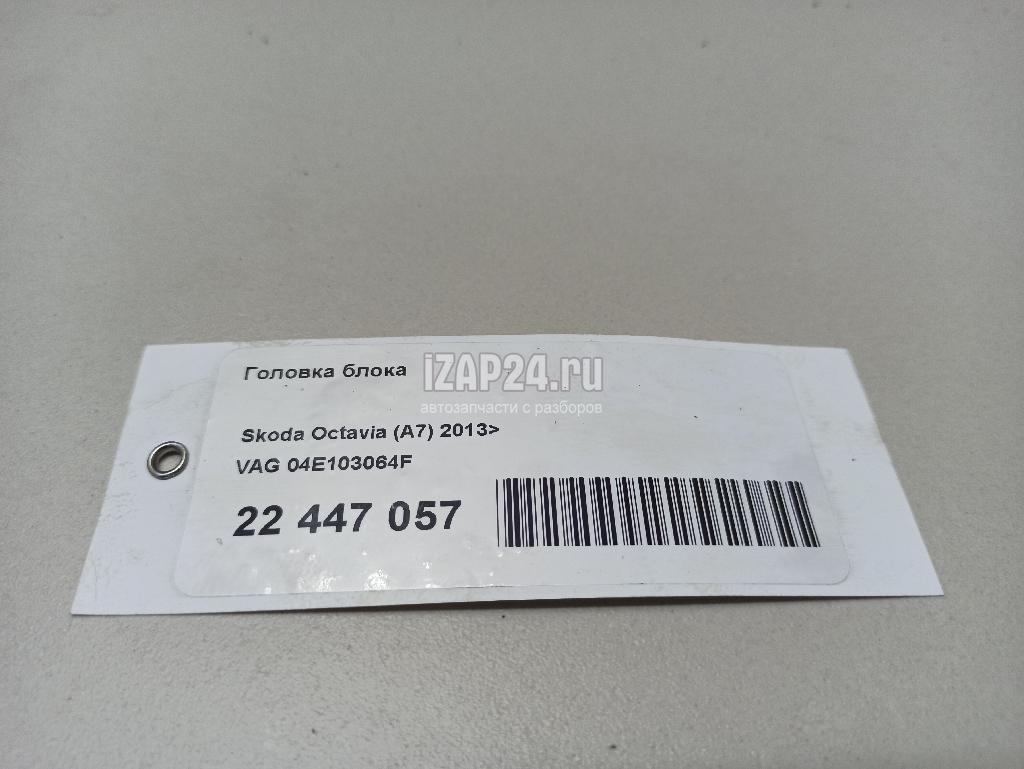 Головка блока
iZAP24.ru
автозапчасти с разборов
Skoda Octavia (A7) 2013>
VAG 04E103064F
22 447 057